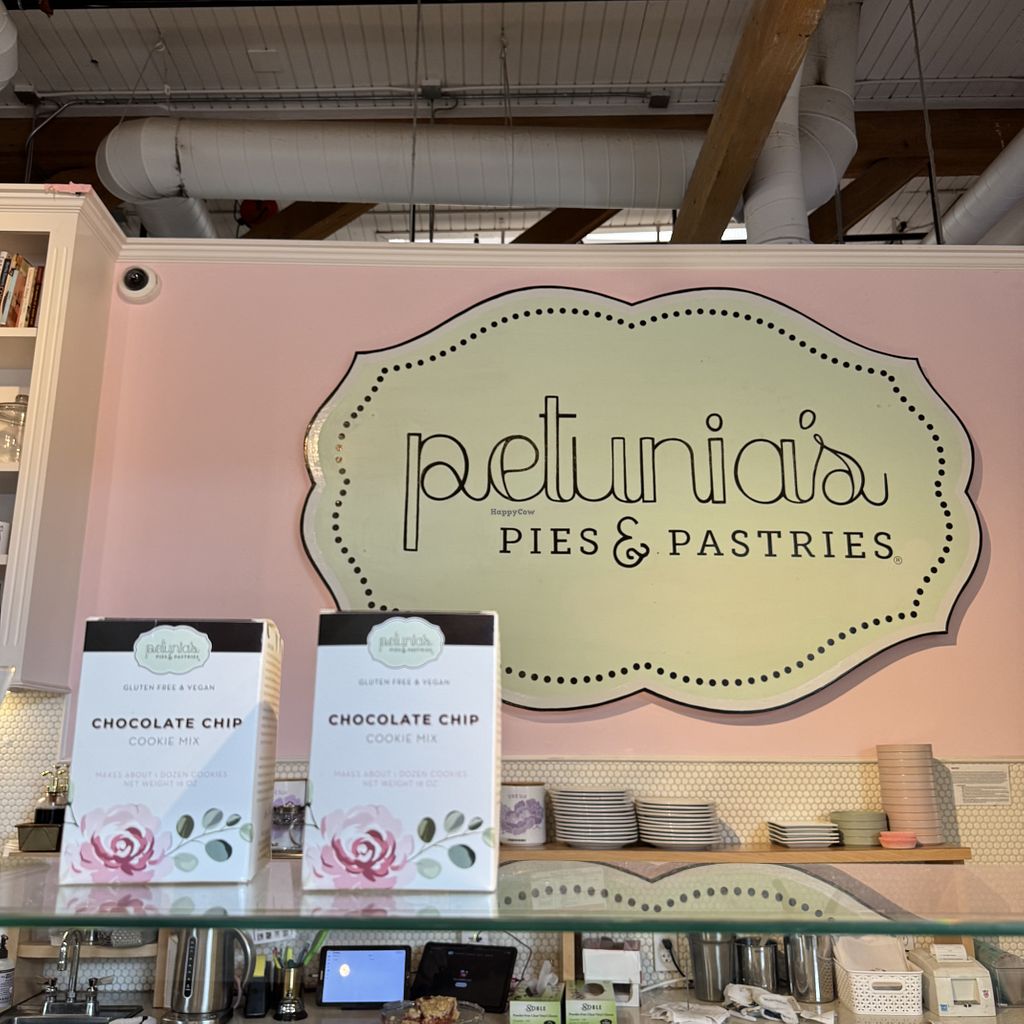 petunia's
HappyCow
PIES & PASTRIES®
petunia's
PIES & PASTRIES
GLUTEN FREE & VEGAN
CHOCOLATE CHIP
COOKIE MIX
MAKES ABOUT 1 DOZEN COOKIES
NET WEIGHT 18 OZ
petunia's
PIES & PASTRIES
GLUTEN FREE & VEGAN
CHOCOLATE CHIP
COOKIE MIX
MAKES ABOUT 1 DOZEN COOKIES
NET WEIGHT 18 OZ